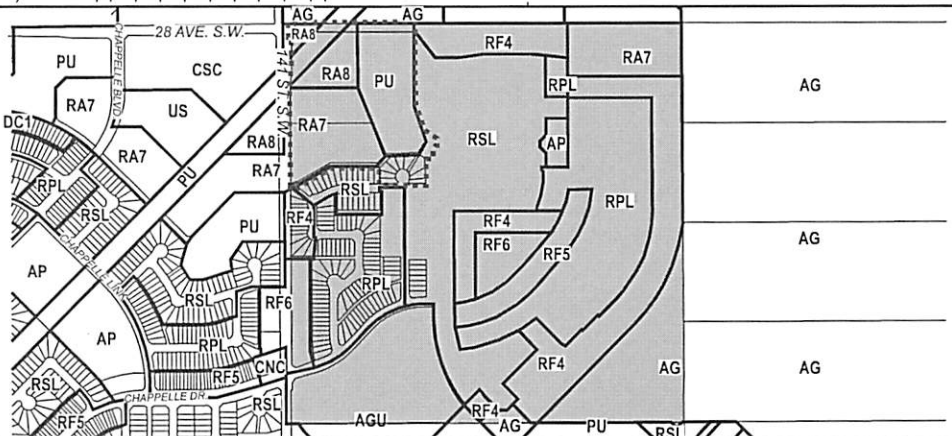 AG
AG
28 AVE. S.W.
CHAPPELLE BLVD
141 ST. S.W.
RA8
RF4
RA7
PU
CSC
RA8
PU
RPL
AG
RA7
US
DC1
RA7
RA8
RSL
AP
RA7
PU
RA7
RPL
RSL
RPL
RSL
RF4
PU
RF4
RF6
RF5
AG
CHAPPELLE LINK
AP
RSL
RF6
RPL
AP
RPL
RF4
RSL
RF5
CNC
AG
AG
CHAPPELLE DR.
RSL
RF4
RF5
AGU
AG
PU
RSL